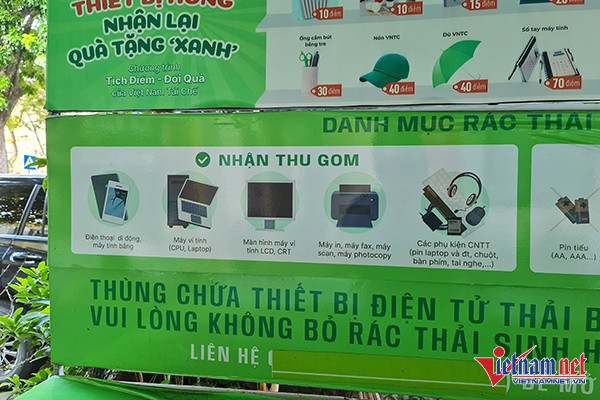 THIẾT BỊ HỎNG
NHẬN LẠI
QUÀ TẶNG 'XANH'
Chương trình
Tích Điểm - Đổi Quà
của Việt Nam Tái Chế
10 điểm
10 điểm
15 điểm
20 điểm
Ống cắm bút
bằng tre
Nón VNTC
Dù VNTC
Sổ tay máy tính
30 điểm
40 điểm
40 điểm
70 điểm
DANH MỤC RÁC THẢI
NHẬN THU GOM
Điện thoại di động,
máy tính bảng
Máy vi tính
(CPU, Laptop)
Màn hình máy vi
tính LCD, CRT
Máy in, máy fax, máy
scan, máy photocopy
Các phụ kiện CNTT
(pin laptop và đt, chuột,
bàn phím, tai nghe,...)
Pin tiểu
(AA, AAA...)
THÙNG CHỨA THIẾT BỊ ĐIỆN TỬ THẢI B
VUI LÒNG KHÔNG BỎ RÁC THẢI SINH H
LIÊN HỆ
ĐỂ MỞ
vietnam.net
VIETNAMNET.VN